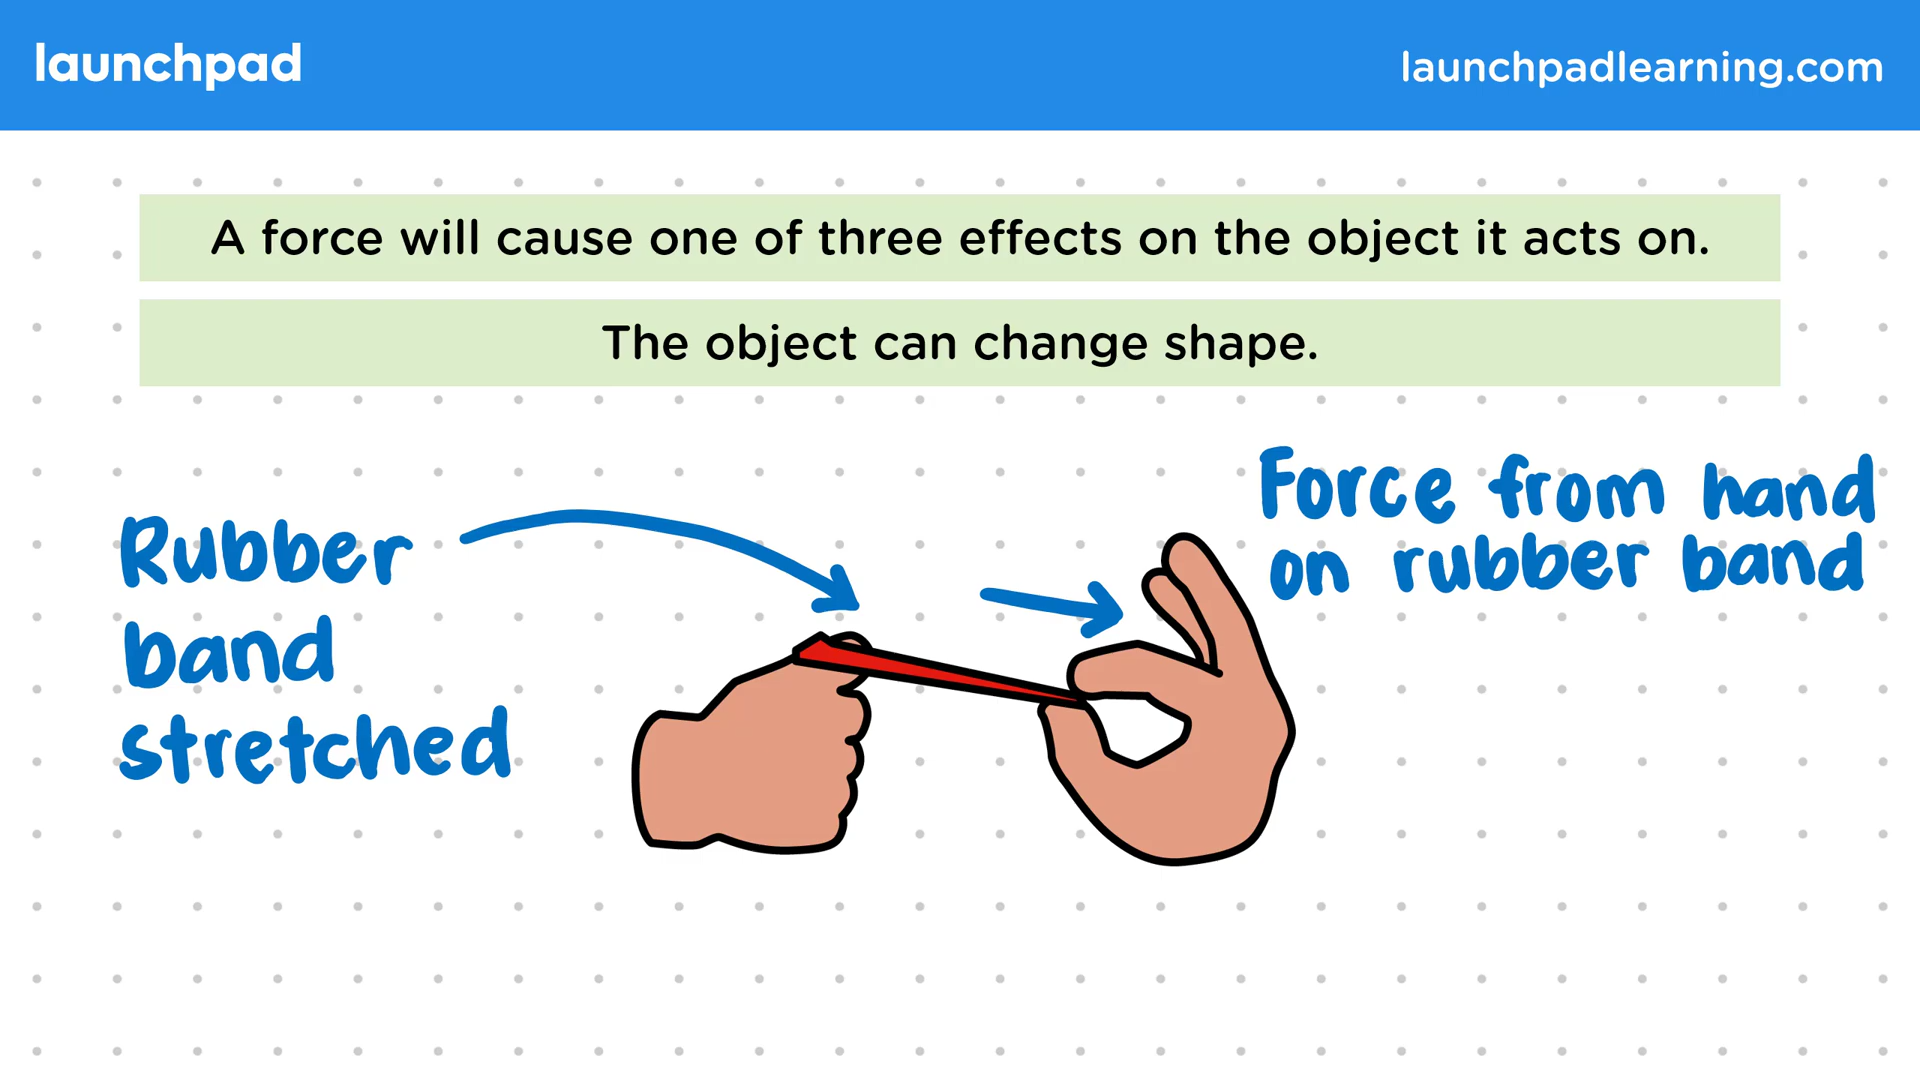 launchpad
launchpadlearning.com
A force will cause one of three effects on the object it acts on.
The object can change shape.
Rubber
band
stretched
Force from hand
on rubber band